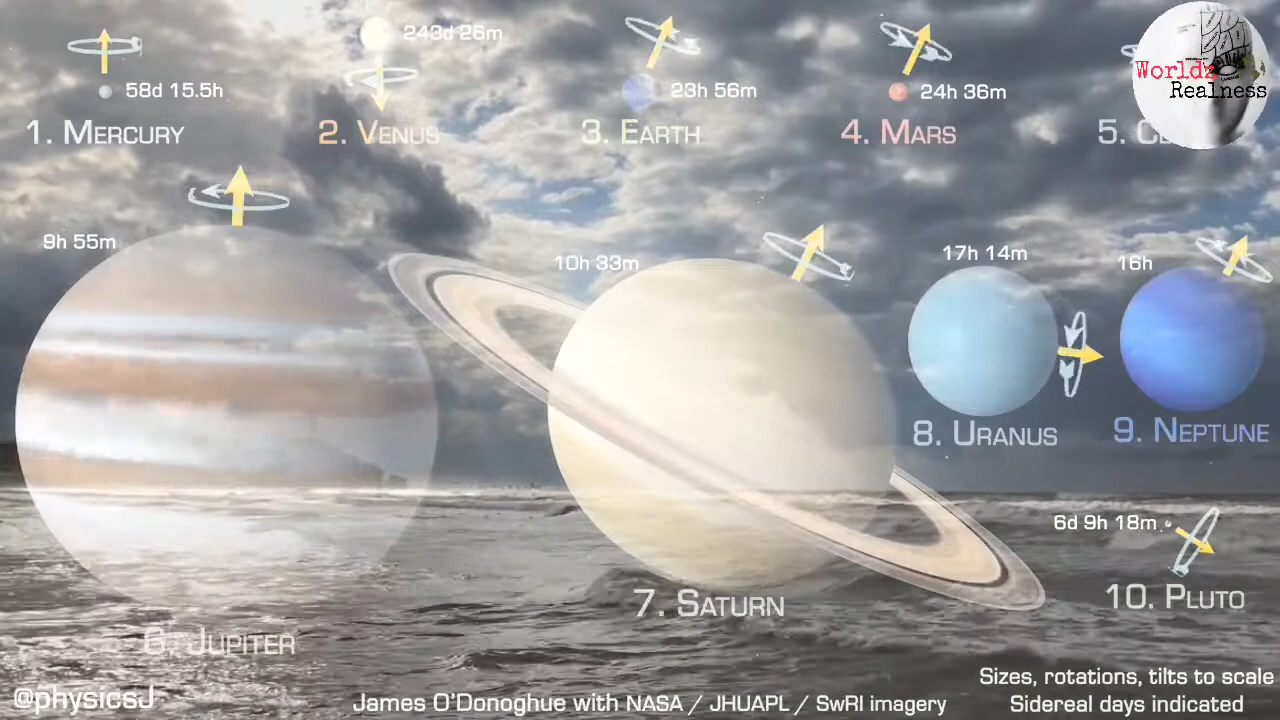 243d 26m
58d 15.5h
23h 56m
24h 36m
Worldz
Realness
1. MERCURY
2. VENUS
3. EARTH
4. MARS
5.
9h 55m
10h 33m
17h 14m
16h
8. URANUS
9. NEPTUNE
6d 9h 18m
10. PLUTO
7. SATURN
6. JUPITER
Sizes, rotations, tilts to scale
@physicsJ
James O'Donoghue with NASA / JHUAPL / SwRI imagery
Sidereal days indicated